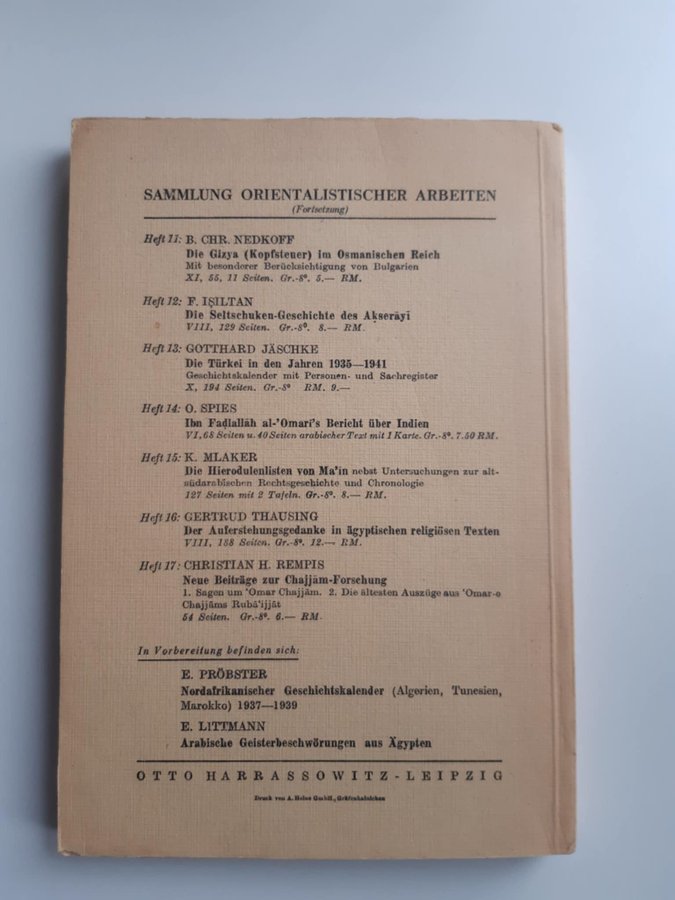 SAMMLUNG ORIENTALISTISCHER ARBEITEN
(Fortsetzung)
Heft 11: B. CHR. NEDKOFF
Die Gizya (Kopfsteuer) im Osmanischen Reich
Mit besonderer Berücksichtigung von Bulgarien
XI, 55, 11 Seiten. Gr.-8°. 5.— RM.
Heft 12: F. IŞILTAN
Die Seltschuken-Geschichte des Aḳserāyī
VIII, 129 Seiten. Gr.-8°. 8.— RM.
Heft 13: GOTTHARD JÄSCHKE
Die Türkei in den Jahren 1935—1941
Geschichtskalender mit Personen- und Sachregister
X, 194 Seiten. Gr.-8° RM. 9.—
Heft 14: O. SPIES
Ibn Faḍlallāh al-'Omarī's Bericht über Indien
VI, 68 Seiten u. 40 Seiten arabischer Text mit 1 Karte. Gr.-8°. 7.50 RM.
Heft 15: K. MLAKER
Die Hierodulenlisten von Ma'in nebst Untersuchungen zur alt-
südarabischen Rechtsgeschichte und Chronologie
127 Seiten mit 2 Tafeln. Gr.-8°. 8.— RM.
Heft 16: GERTRUD THAUSING
Der Auferstehungsgedanke in ägyptischen religiösen Texten
VIII, 188 Seiten. Gr.-8°. 12.— RM.
Heft 17: CHRISTIAN H. REMPIS
Neue Beiträge zur Chajjām-Forschung
1. Sagen um 'Omar Chajjām. 2. Die ältesten Auszüge aus 'Omar-e
Chajjāms Rubā'ijjāt
54 Seiten. Gr.-8°. 6.— RM.
In Vorbereitung befinden sich:
E. PRÖBSTER
Nordafrikanischer Geschichtskalender (Algerien, Tunesien,
Marokko) 1937—1939
E. LITTMANN
Arabische Geisterbeschwörungen aus Ägypten
OTTO HARRASSOWITZ - LEIPZIG
Druck von A. Heine GmbH., Gräfenhainichen